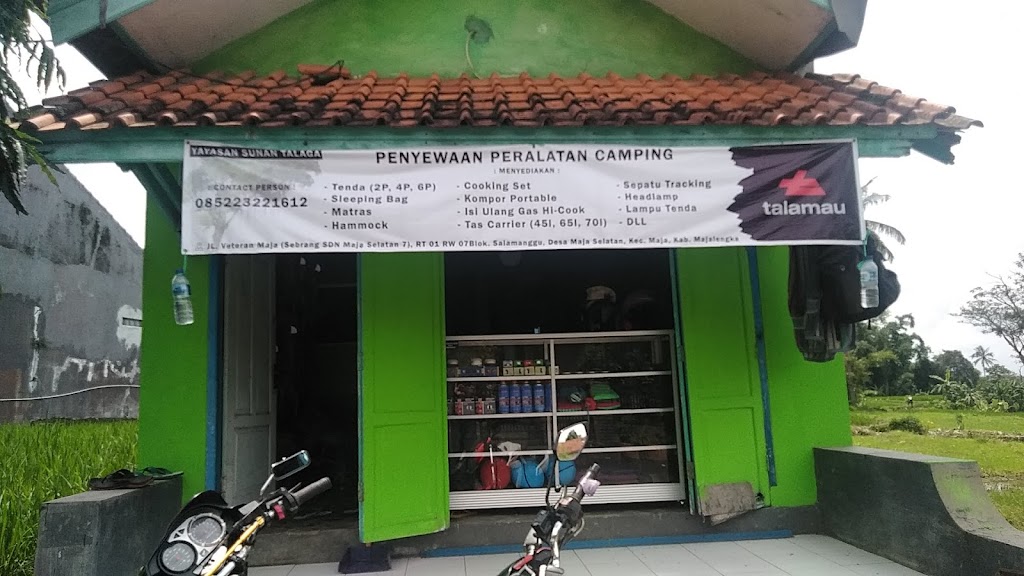 YAYASAN SUNAN TALAGA
PENYEWAAN PERALATAN CAMPING
: MENYEDIAKAN :
CONTACT PERSON :
085223221612
- Tenda (2P, 4P, 6P)
- Sleeping Bag
- Matras
- Hammock
- Cooking Set
- Kompor Portable
- Isi Ulang Gas Hi-Cook
- Tas Carrier (45l, 65l, 70l)
- Sepatu Tracking
- Headlamp
- Lampu Tenda
- DLL
talamau
JL. Veteran Maja (Sebrang SDN Maja Selatan 7), RT 01 RW 07Blok. Salamanggu, Desa Maja Selatan, Kec. Maja, Kab. Majalengka